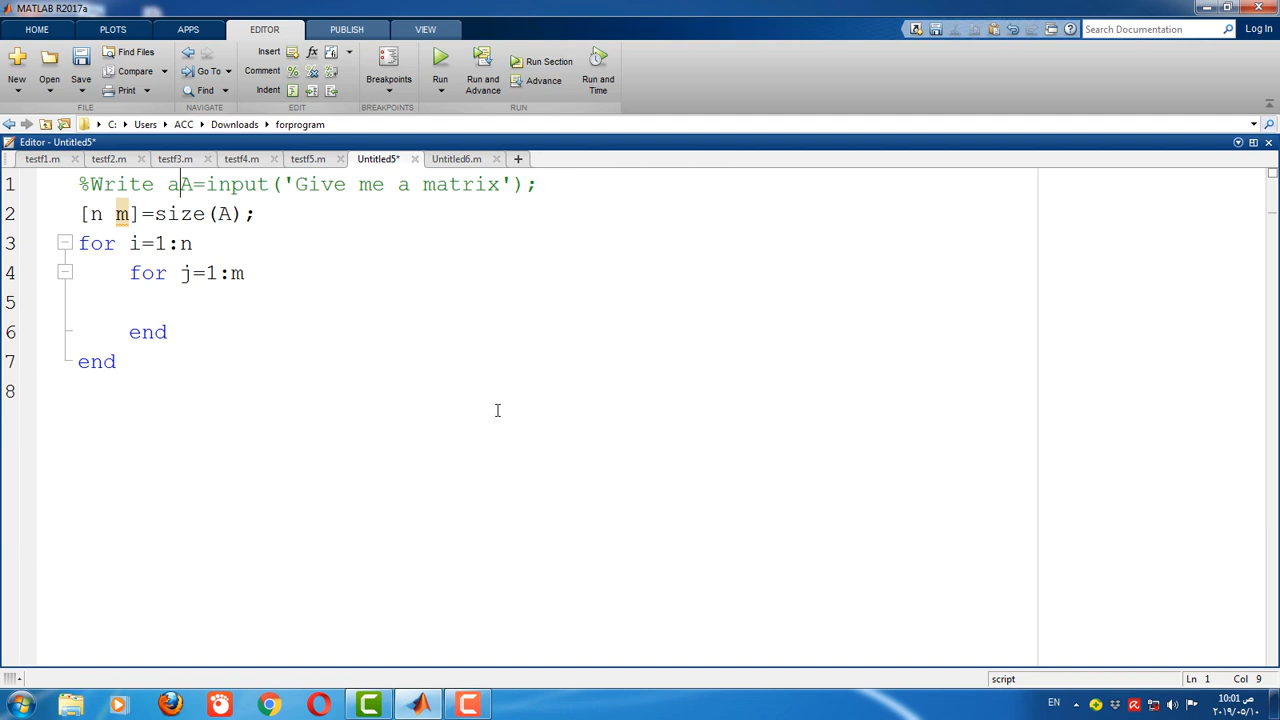 MATLAB R2017a
HOME PLOTS APPS EDITOR PUBLISH VIEW Search Documentation Log In
New Open Save Find Files Compare Print Go To Find Insert Comment Indent fx Breakpoints Run Run and Advance Run Section Advance Run and Time
FILE NAVIGATE EDIT BREAKPOINTS RUN
C: Users ACC Downloads forprogram
Editor - Untitled5*
testf1.m testf2.m testf3.m testf4.m testf5.m Untitled5* Untitled6.m
1 %Write aA=input('Give me a matrix');
2 [n m]=size(A);
3 for i=1:n
4 for j=1:m
5
6 end
7 end
8
script Ln 1 Col 9
EN 10:01 ص
٢٠١٩/٠٥/١٠